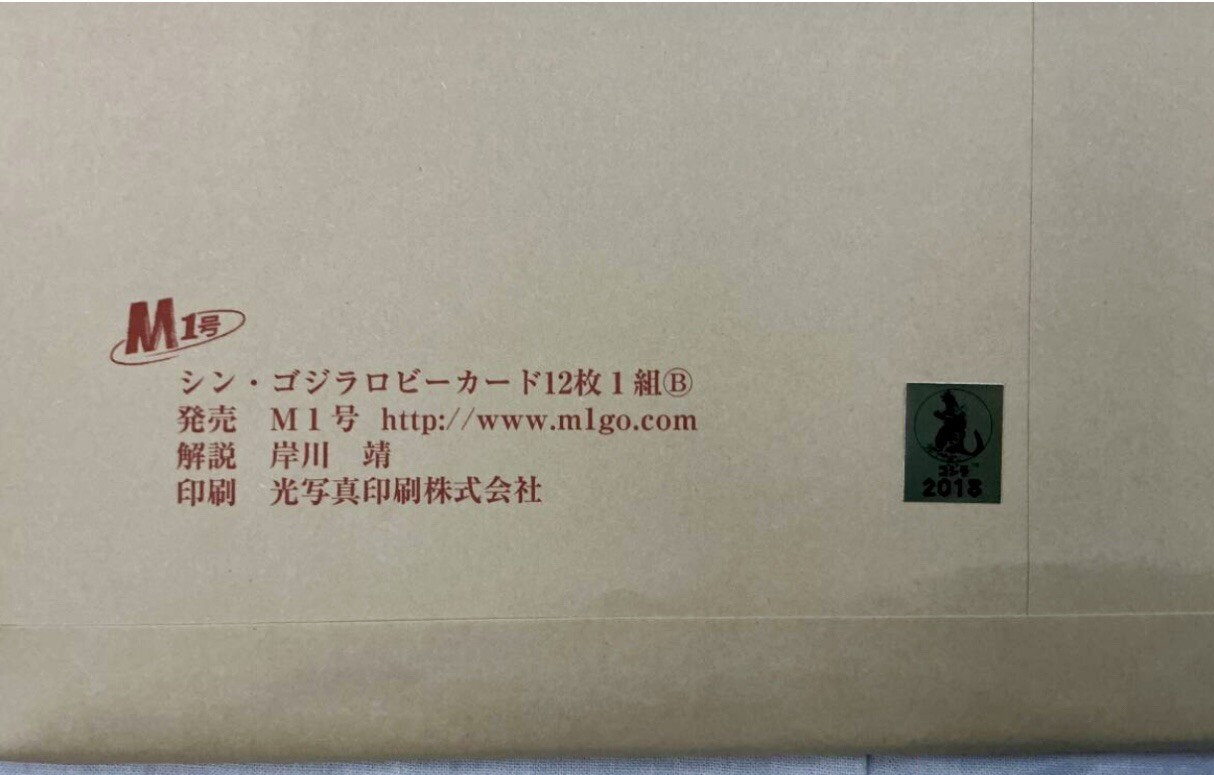 M1号
シン・ゴジラロビーカード12枚1組Ⓑ
発売　M1号 http://www.m1go.com
解説　岸川　靖
印刷　光写真印刷株式会社
ゴジラ
2018